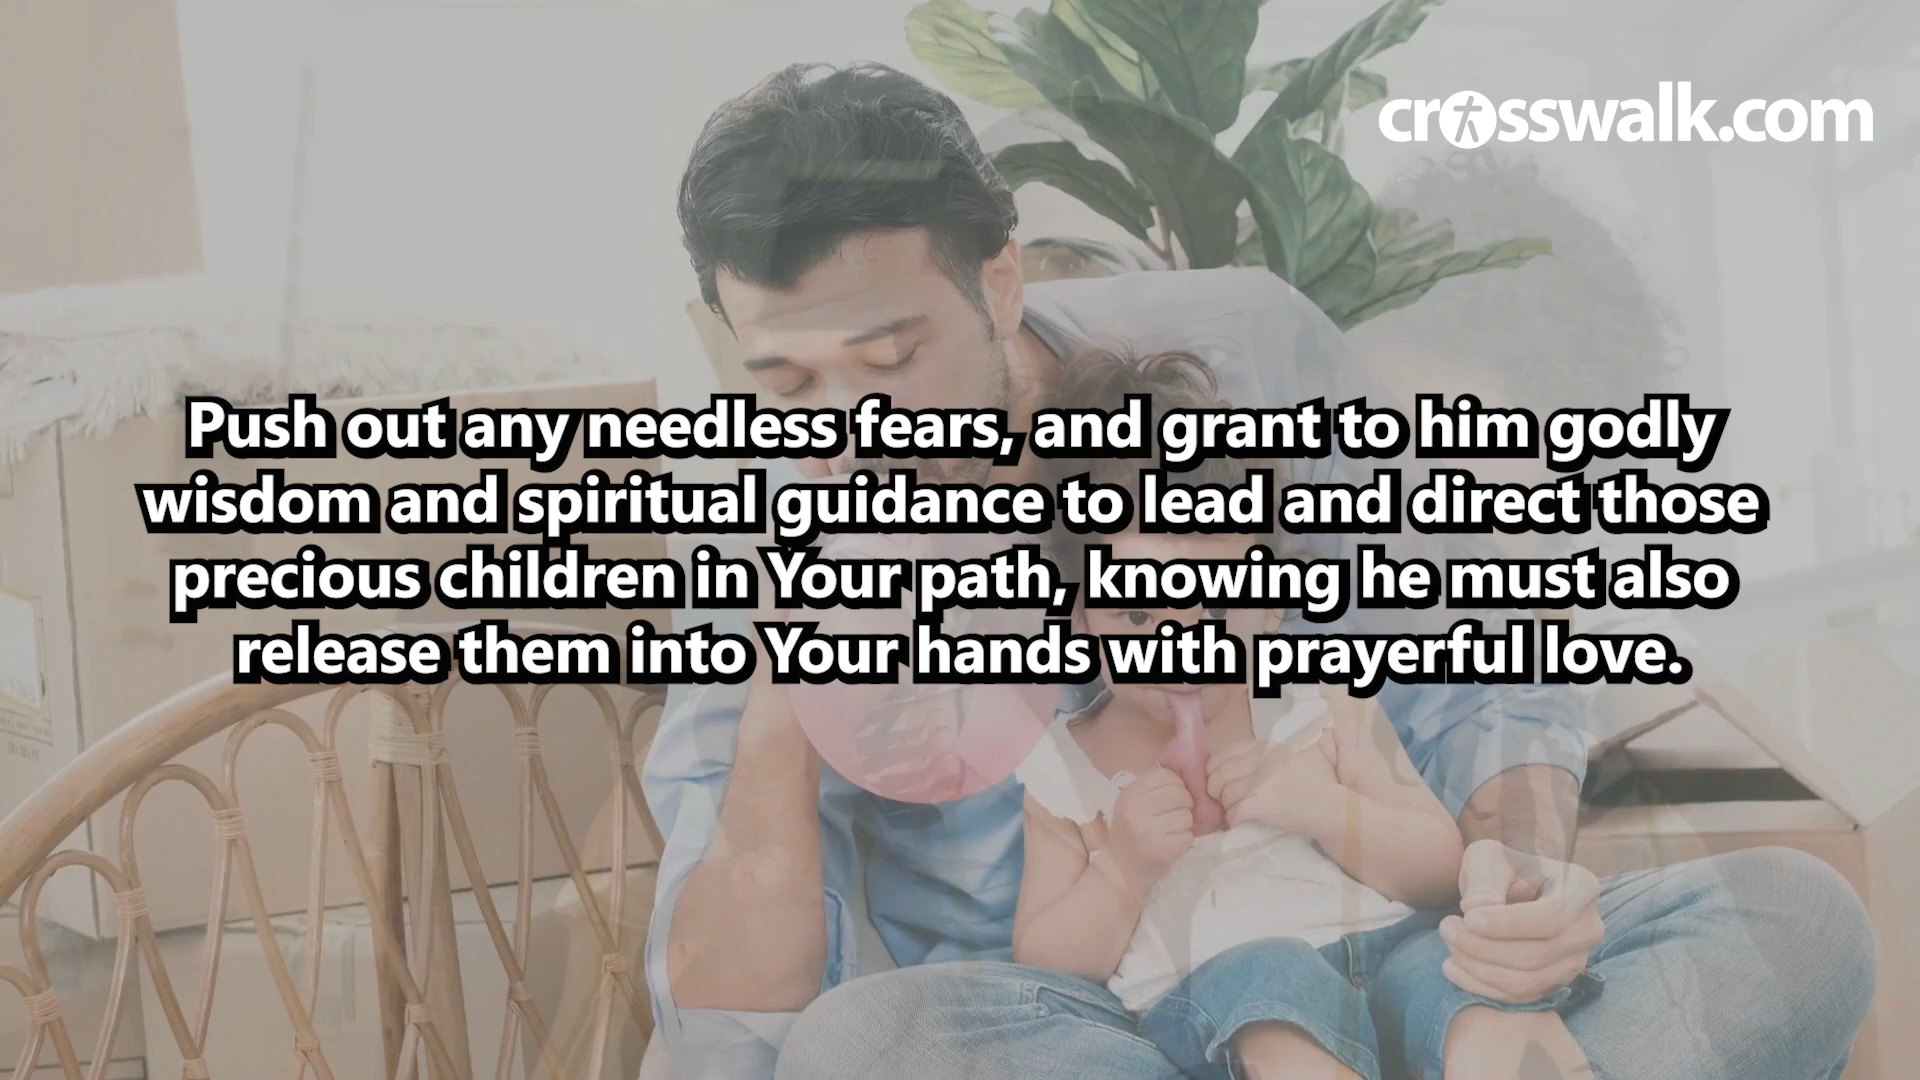 crosswalk.com
Push out any needless fears, and grant to him godly
wisdom and spiritual guidance to lead and direct those
precious children in Your path, knowing he must also
release them into Your hands with prayerful love.